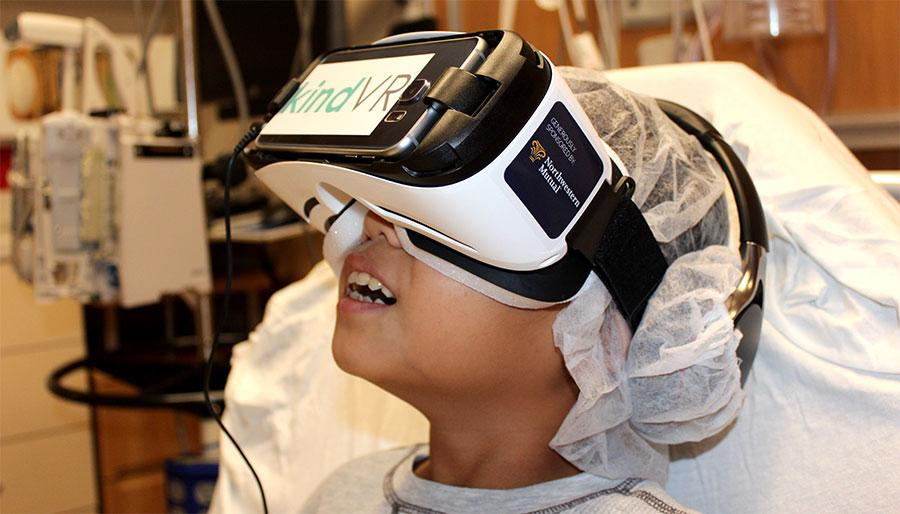 kindVR
GENEROUSLY
SPONSORED BY
Northwestern
Mutual